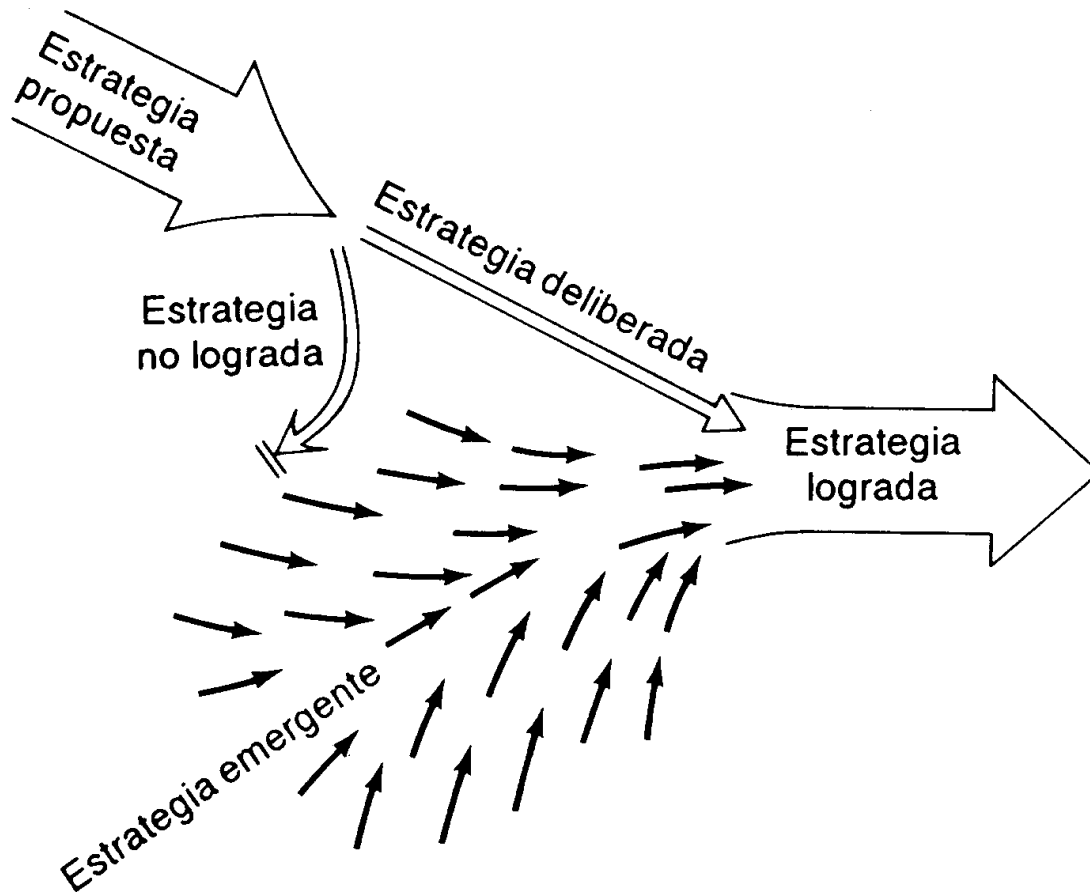 Estrategia
propuesta
Estrategia deliberada
Estrategia
no lograda
Estrategia
lograda
Estrategia emergente